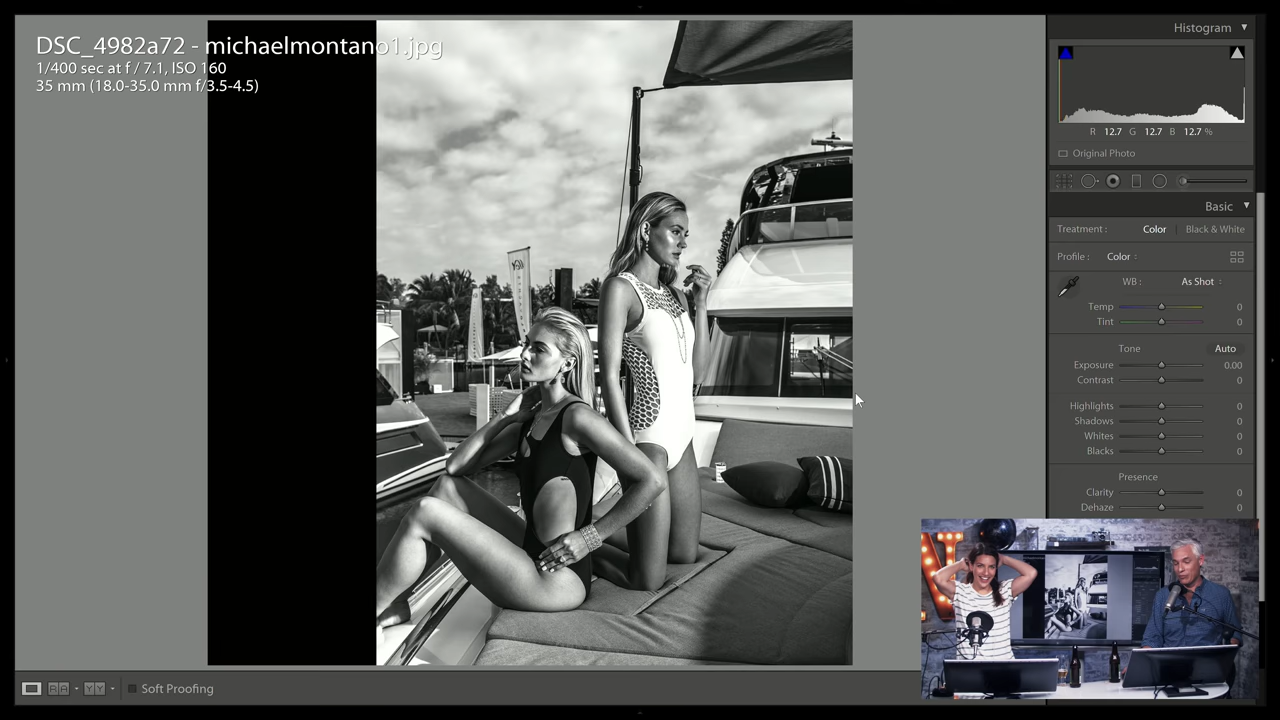 DSC_4982a72 - michaelmontano1.jpg
1/400 sec at f / 7.1, ISO 160
35 mm (18.0-35.0 mm f/3.5-4.5)
Histogram
R 12.7 G 12.7 B 12.7 %
Original Photo
Basic
Treatment : Color Black & White
Profile : Color
WB : As Shot
Temp 0
Tint 0
Tone Auto
Exposure 0.00
Contrast 0
Highlights 0
Shadows 0
Whites 0
Blacks 0
Presence
Clarity 0
Dehaze 0
Soft Proofing